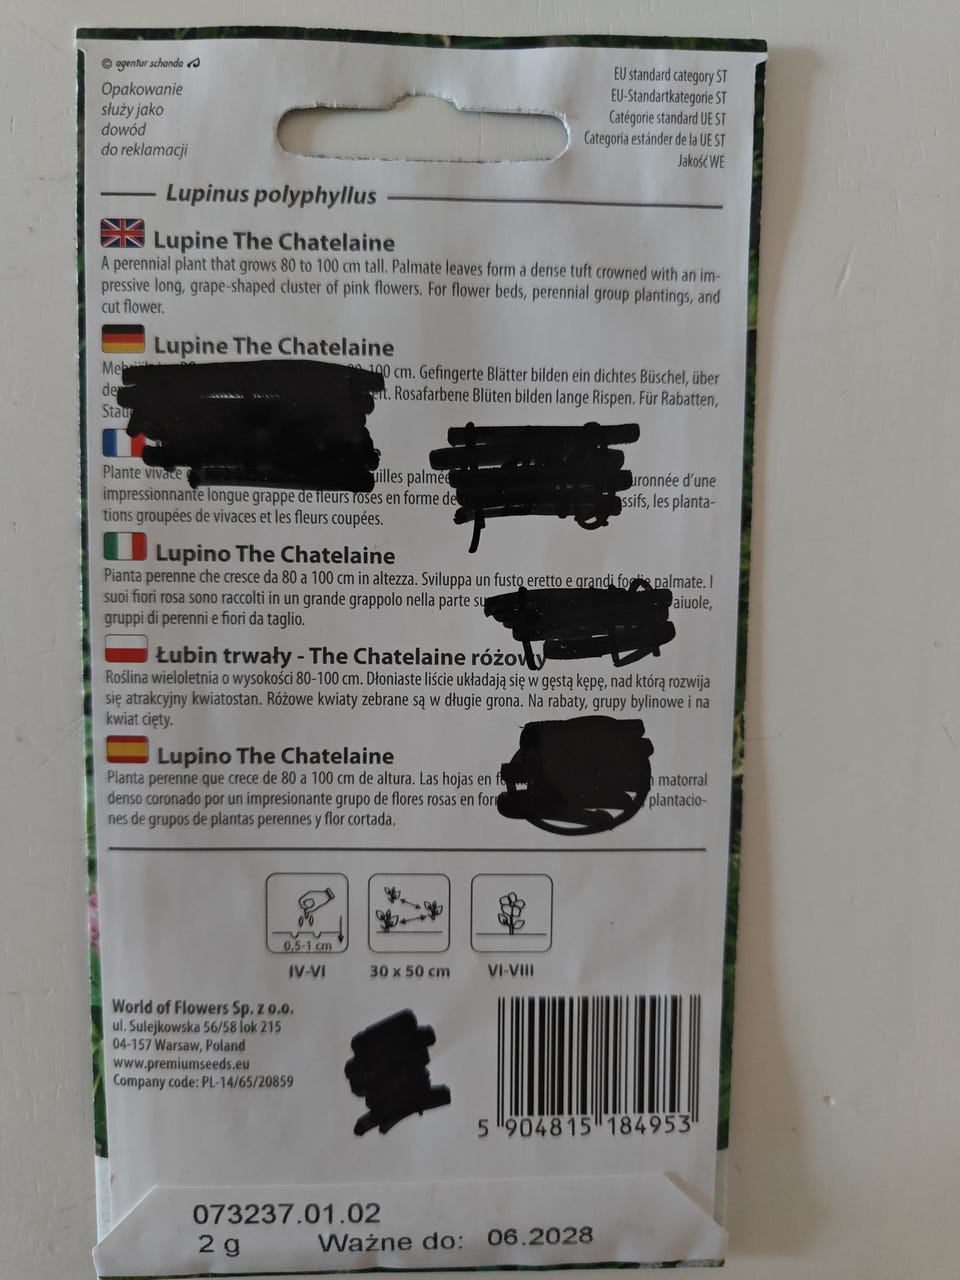 © agentur schanda
Opakowanie
służy jako
dowód
do reklamacji
EU standard category ST
EU-Standartkategorie ST
Catégorie standard UE ST
Categoria estánder de la UE ST
Jakość WE
Lupinus polyphyllus
Lupine The Chatelaine
A perennial plant that grows 80 to 100 cm tall. Palmate leaves form a dense tuft crowned with an im-
pressive long, grape-shaped cluster of pink flowers. For flower beds, perennial group plantings, and
cut flower.
Lupine The Chatelaine
100 cm. Gefingerte Blätter bilden ein dichtes Büschel, über
Rosafarbene Blüten bilden lange Rispen. Für Rabatten,
Plante vivace
impressionnante longue grappe de fleurs roses en forme de les planta-
tions groupées de vivaces et les fleurs coupées.
d'une
Lupino The Chatelaine
Pianta perenne che cresce da 80 a 100 cm in altezza. Sviluppa un fusto eretto e grandi foglie palmate. I
suoi fiori rosa sono raccolti in un grande grappolo nella parte aiuole,
gruppi di perenni e fiori da taglio.
Łubin trwały - The Chatelaine różowy
Roślina wieloletnia o wysokości 80-100 cm. Dłoniaste liście układają się w gęstą kępę, nad którą rozwija
się atrakcyjny kwiatostan. Różowe kwiaty zebrane są w długie grona. Na rabaty, grupy bylinowe i na
kwiat cięty.
Lupino The Chatelaine
Planta perenne que crece de 80 a 100 cm de altura. Las hojas en matorral
denso coronado por un impresionante grupo de flores rosas en plantacio-
nes de grupos de plantas perennes y flor cortada.
0,5-1 cm
IV-VI
30 x 50 cm
VI-VIII
World of Flowers Sp. z o.o.
ul. Sulejkowska 56/58 lok 215
04-157 Warsaw, Poland
www.premiumseeds.eu
Company code: PL-14/65/20859
5 904815 184953
073237.01.02
2 g Ważne do: 06.2028